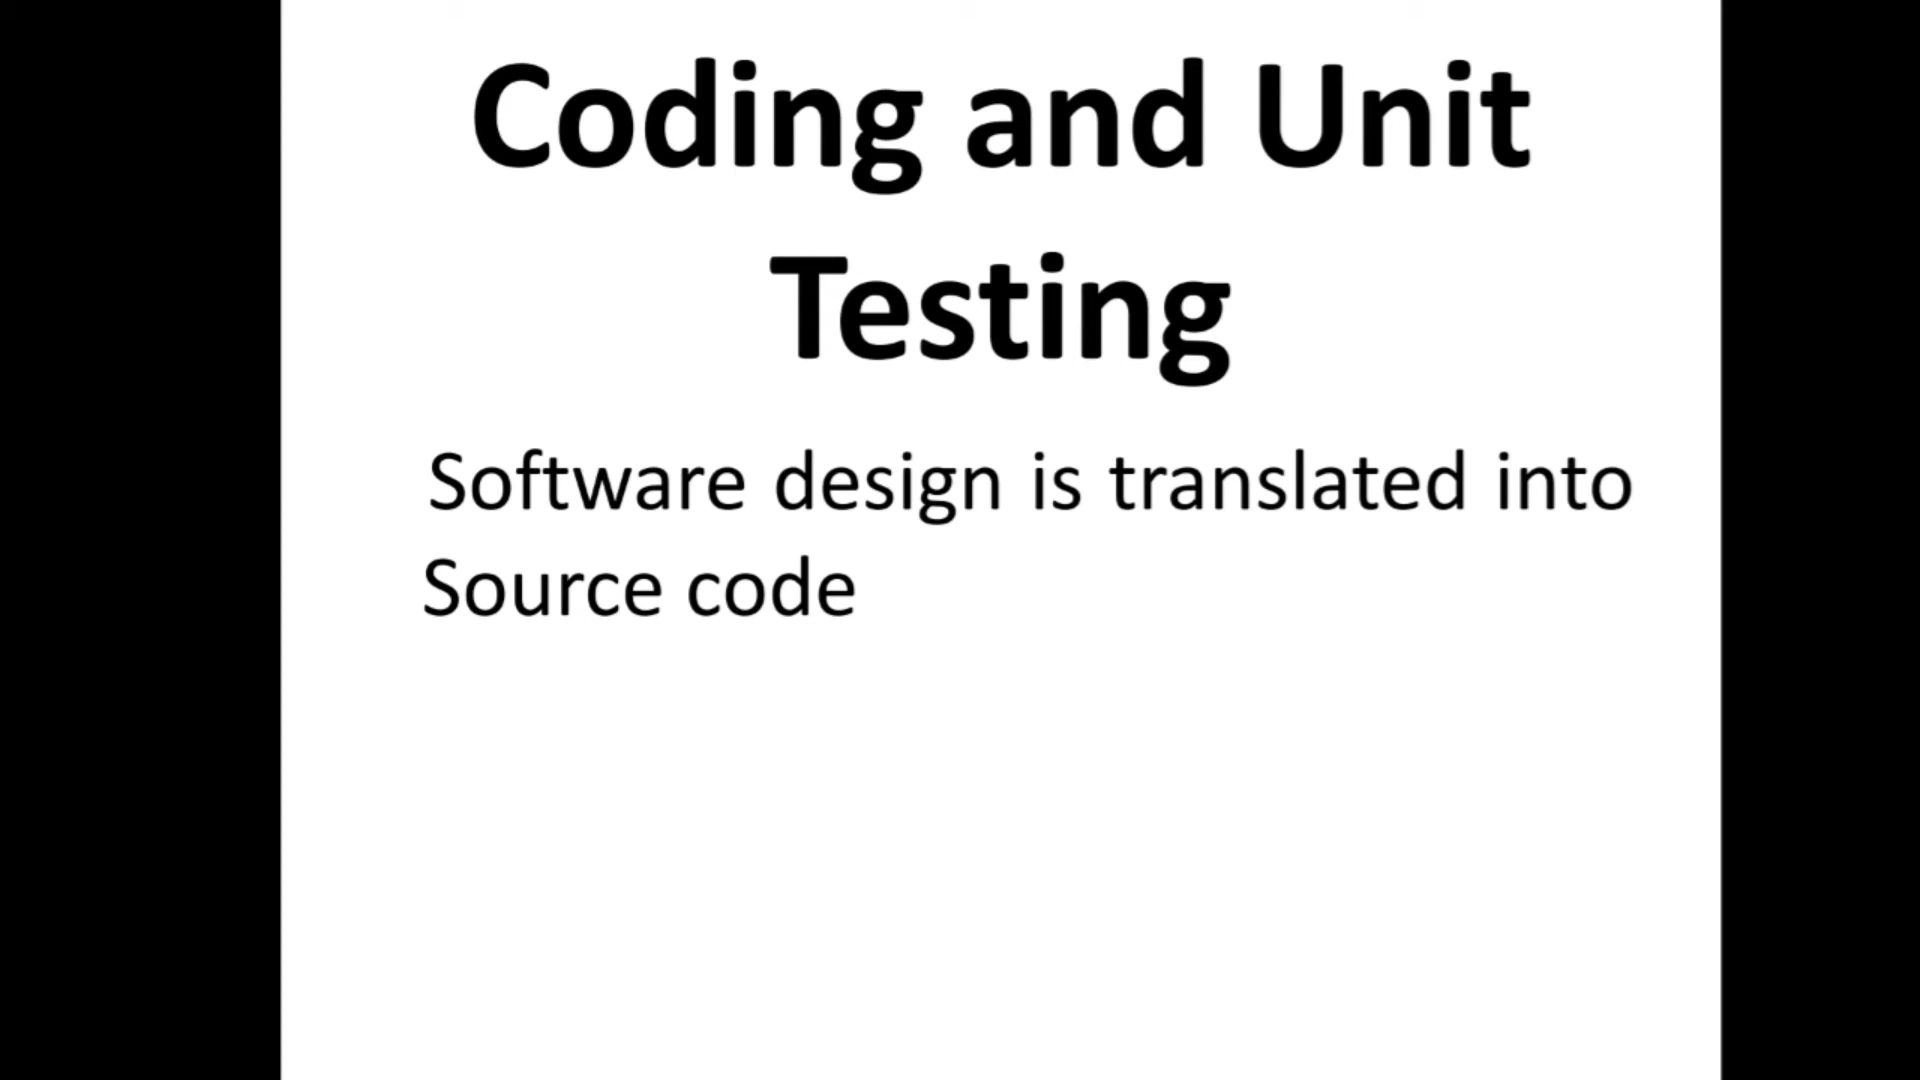 Coding and Unit
Testing
Software design is translated into
Source code